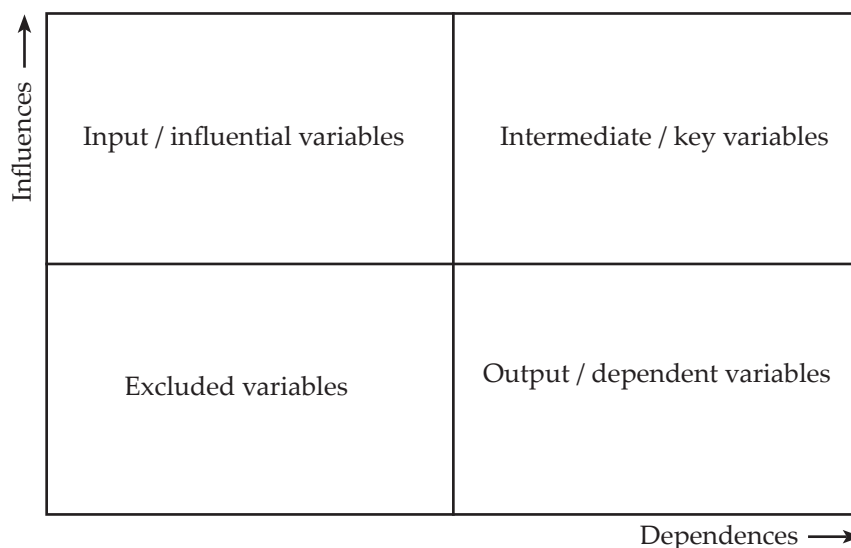 Influences
Input / influential variables
Intermediate / key variables
Excluded variables
Output / dependent variables
Dependences